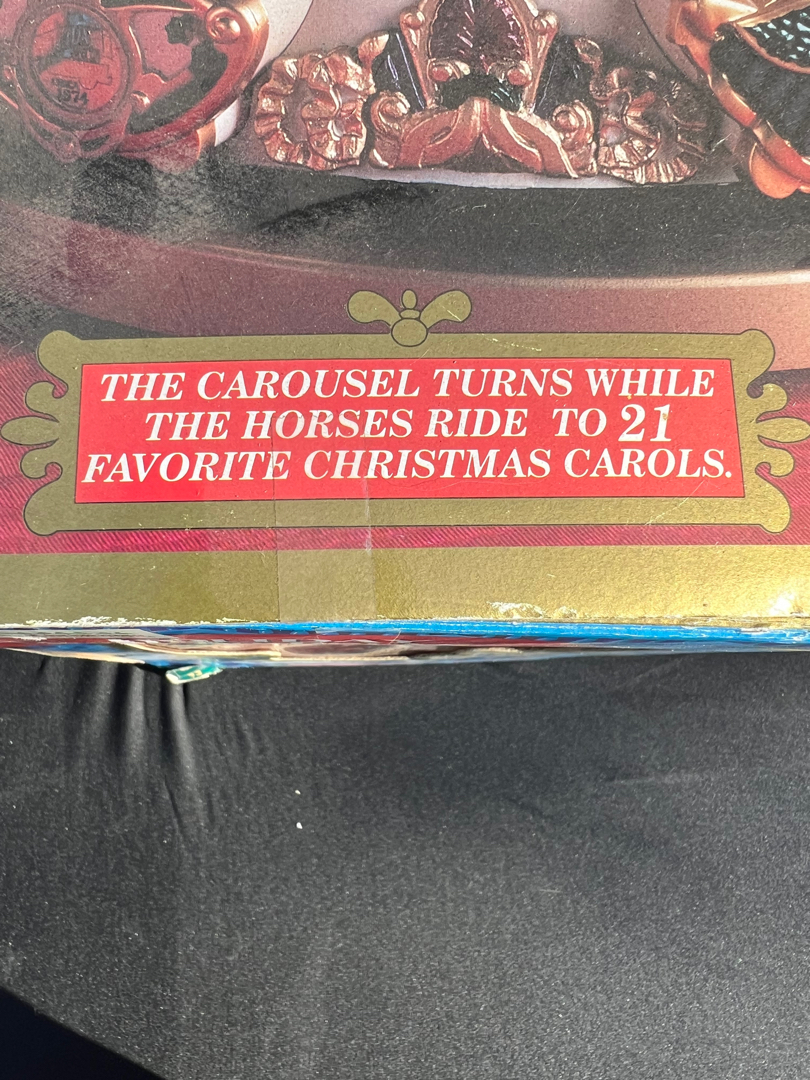 THE CAROUSEL TURNS WHILE
THE HORSES RIDE TO 21
FAVORITE CHRISTMAS CAROLS.